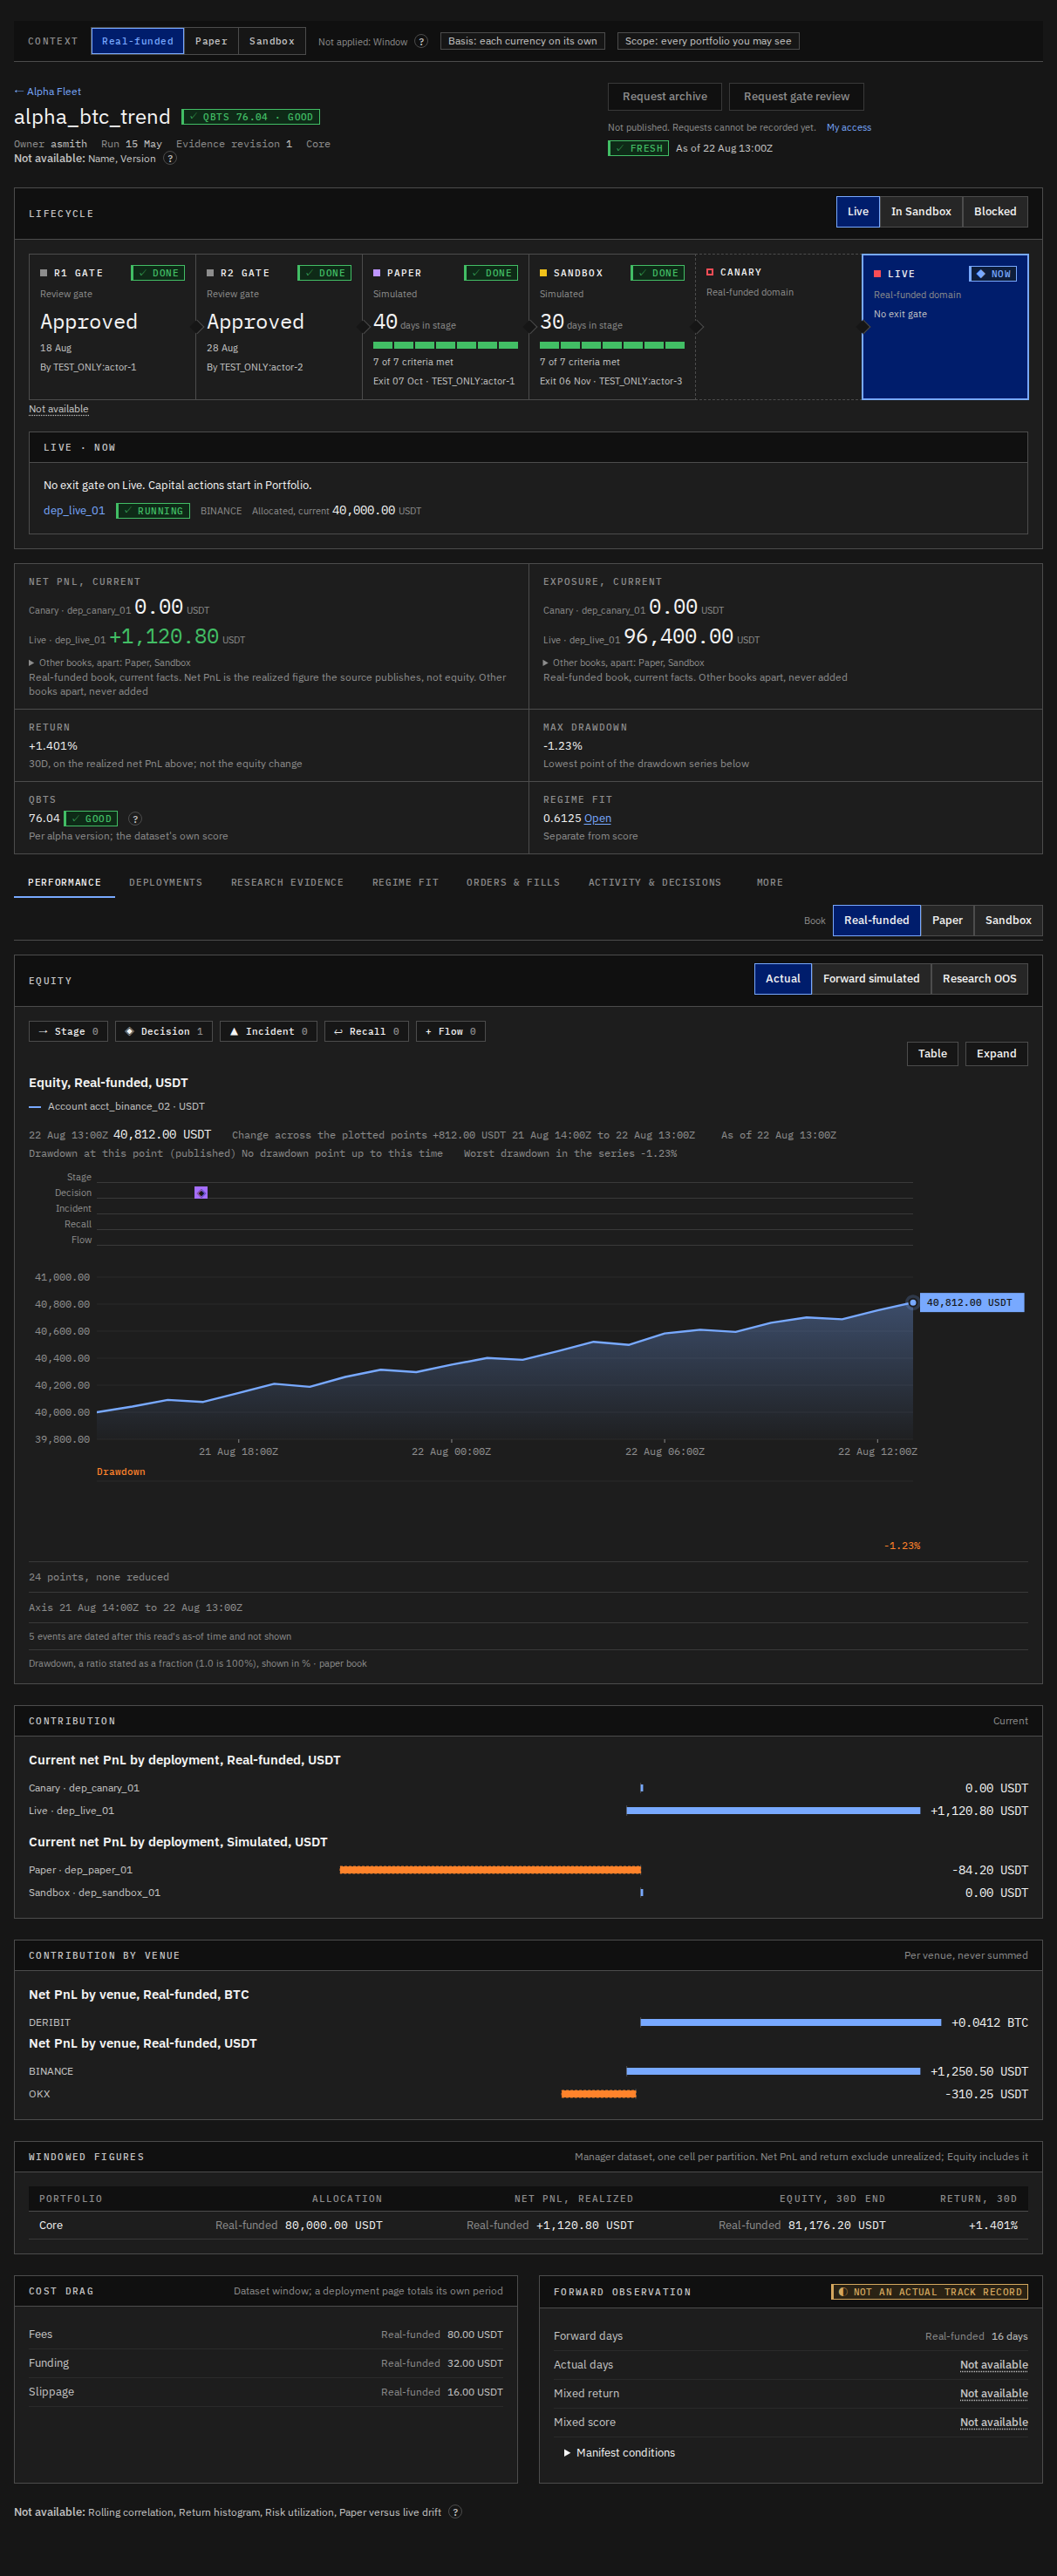 CONTEXT Real-funded Paper Sandbox Not applied: Window ? Basis: each currency on its own Scope: every portfolio you may see
← Alpha Fleet
alpha_btc_trend ✓ QBTS 76.04 · GOOD
Owner asmith Run 15 May Evidence revision 1 Core
Not available: Name, Version ?
Request archive Request gate review
Not published. Requests cannot be recorded yet. My access
✓ FRESH As of 22 Aug 13:00Z
LIFECYCLE Live In Sandbox Blocked
R1 GATE ✓ DONE
Review gate
Approved
18 Aug
By TEST_ONLY:actor-1
R2 GATE ✓ DONE
Review gate
Approved
28 Aug
By TEST_ONLY:actor-2
PAPER ✓ DONE
Simulated
40 days in stage
7 of 7 criteria met
Exit 07 Oct · TEST_ONLY:actor-1
SANDBOX ✓ DONE
Simulated
30 days in stage
7 of 7 criteria met
Exit 06 Nov · TEST_ONLY:actor-3
CANARY
Real-funded domain
LIVE ◆ NOW
Real-funded domain
No exit gate
Not available
LIVE · NOW
No exit gate on Live. Capital actions start in Portfolio.
dep_live_01 ✓ RUNNING BINANCE Allocated, current 40,000.00 USDT
NET PNL, CURRENT
Canary · dep_canary_01 0.00 USDT
Live · dep_live_01 +1,120.80 USDT
▶ Other books, apart: Paper, Sandbox
Real-funded book, current facts. Net PnL is the realized figure the source publishes, not equity. Other
books apart, never added
EXPOSURE, CURRENT
Canary · dep_canary_01 0.00 USDT
Live · dep_live_01 96,400.00 USDT
▶ Other books, apart: Paper, Sandbox
Real-funded book, current facts. Other books apart, never added
RETURN
+1.401%
30D, on the realized net PnL above; not the equity change
MAX DRAWDOWN
-1.23%
Lowest point of the drawdown series below
QBTS
76.04 ✓ GOOD ?
Per alpha version; the dataset's own score
REGIME FIT
0.6125 Open
Separate from score
PERFORMANCE DEPLOYMENTS RESEARCH EVIDENCE REGIME FIT ORDERS & FILLS ACTIVITY & DECISIONS MORE
Book Real-funded Paper Sandbox
EQUITY Actual Forward simulated Research OOS
→ Stage 0 ◈ Decision 1 ▲ Incident 0 ↩ Recall 0 + Flow 0
Table Expand
Equity, Real-funded, USDT
Account acct_binance_02 · USDT
22 Aug 13:00Z 40,812.00 USDT Change across the plotted points +812.00 USDT 21 Aug 14:00Z to 22 Aug 13:00Z As of 22 Aug 13:00Z
Drawdown at this point (published) No drawdown point up to this time Worst drawdown in the series -1.23%
Stage
Decision
Incident
Recall
Flow
41,000.00
40,800.00
40,812.00 USDT
40,600.00
40,400.00
40,200.00
40,000.00
39,800.00
21 Aug 18:00Z 22 Aug 00:00Z 22 Aug 06:00Z 22 Aug 12:00Z
Drawdown
-1.23%
24 points, none reduced
Axis 21 Aug 14:00Z to 22 Aug 13:00Z
5 events are dated after this read's as-of time and not shown
Drawdown, a ratio stated as a fraction (1.0 is 100%), shown in % · paper book
CONTRIBUTION Current
Current net PnL by deployment, Real-funded, USDT
Canary · dep_canary_01 0.00 USDT
Live · dep_live_01 +1,120.80 USDT
Current net PnL by deployment, Simulated, USDT
Paper · dep_paper_01 -84.20 USDT
Sandbox · dep_sandbox_01 0.00 USDT
CONTRIBUTION BY VENUE Per venue, never summed
Net PnL by venue, Real-funded, BTC
DERIBIT +0.0412 BTC
Net PnL by venue, Real-funded, USDT
BINANCE +1,250.50 USDT
OKX -310.25 USDT
WINDOWED FIGURES Manager dataset, one cell per partition. Net PnL and return exclude unrealized; Equity includes it
PORTFOLIO ALLOCATION NET PNL, REALIZED EQUITY, 30D END RETURN, 30D
Core Real-funded 80,000.00 USDT Real-funded +1,120.80 USDT Real-funded 81,176.20 USDT +1.401%
COST DRAG Dataset window; a deployment page totals its own period
Fees Real-funded 80.00 USDT
Funding Real-funded 32.00 USDT
Slippage Real-funded 16.00 USDT
FORWARD OBSERVATION NOT AN ACTUAL TRACK RECORD
Forward days Real-funded 16 days
Actual days Not available
Mixed return Not available
Mixed score Not available
▶ Manifest conditions
Not available: Rolling correlation, Return histogram, Risk utilization, Paper versus live drift ?